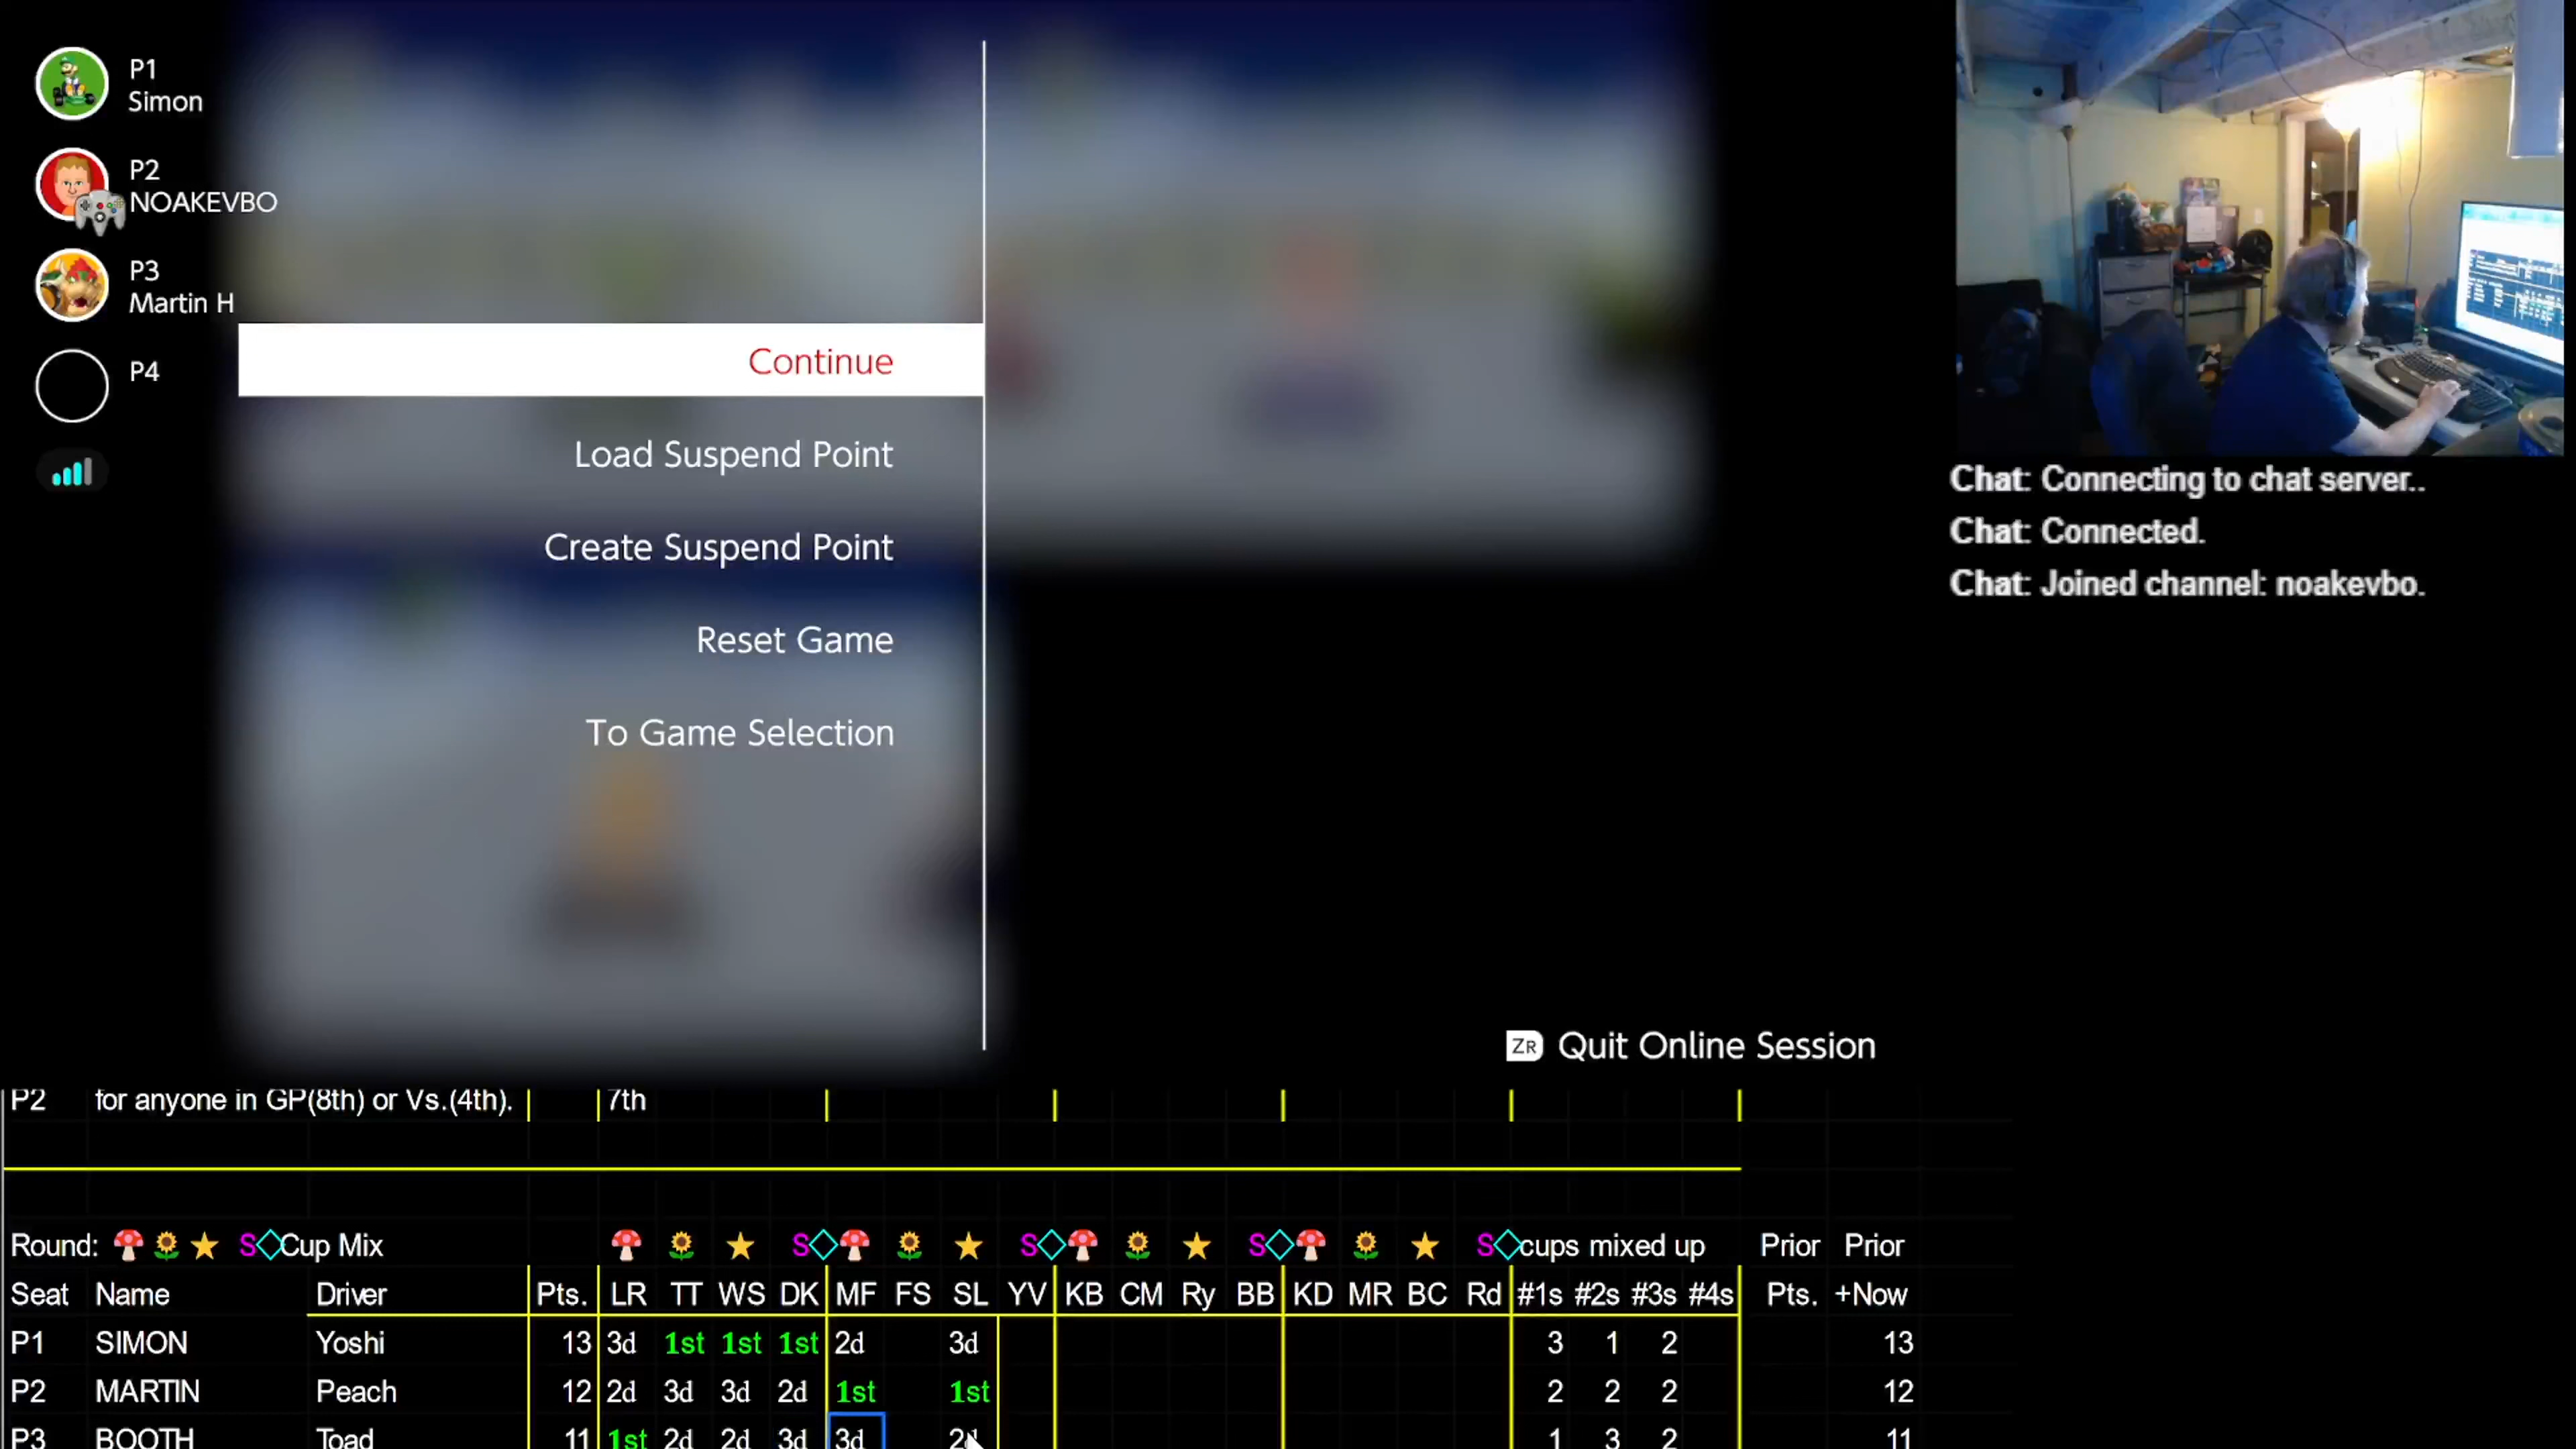 P1
Simon
P2
NOAKEVBO
P3
Martin H
P4
Continue
Load Suspend Point
Create Suspend Point
Reset Game
To Game Selection
ZR Quit Online Session
Chat: Connecting to chat server..
Chat: Connected.
Chat: Joined channel: noakevbo.
P2 for anyone in GP(8th) or Vs.(4th). 7th
Round: 🍄 🌻 ★ S◇Cup Mix 🍄 🌻 ★ S◇ 🍄 🌻 ★ S◇ 🍄 🌻 ★ S◇ 🍄 🌻 ★ S◇ cups mixed up Prior Prior
Seat Name Driver Pts. LR TT WS DK MF FS SL YV KB CM Ry BB KD MR BC Rd #1s #2s #3s #4s Pts. +Now
P1 SIMON Yoshi 13 3d 1st 1st 1st 2d 3d 3 1 2 13
P2 MARTIN Peach 12 2d 3d 3d 2d 1st 1st 2 2 2 12
P3 BOOTH Toad 11 1st 2d 2d 3d 3d 2d 1 3 2 11